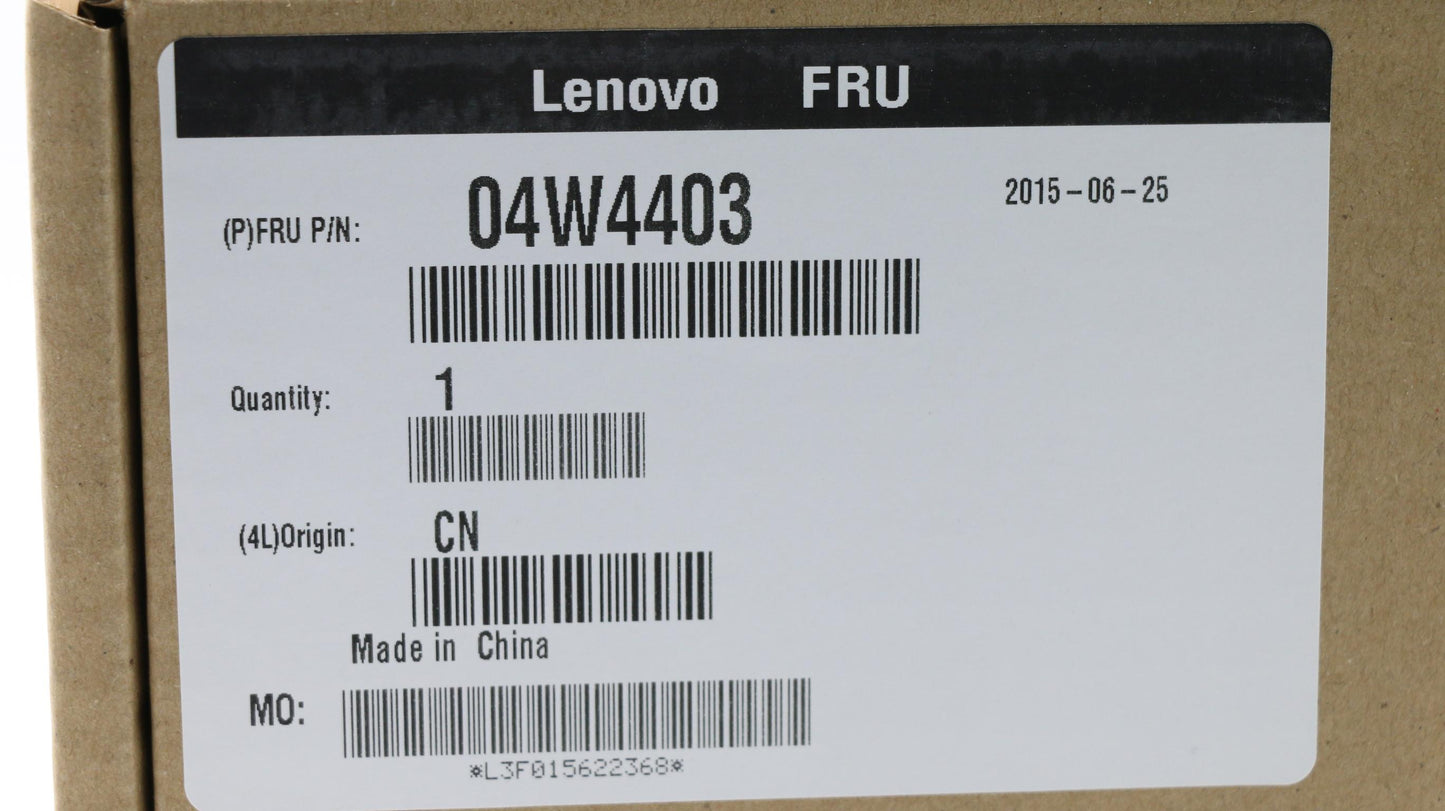 Lenovo FRU
(P)FRU P/N: 04W4403 2015-06-25
Quantity: 1
(4L)Origin: CN
Made in China
MO:
*L3F015622368*